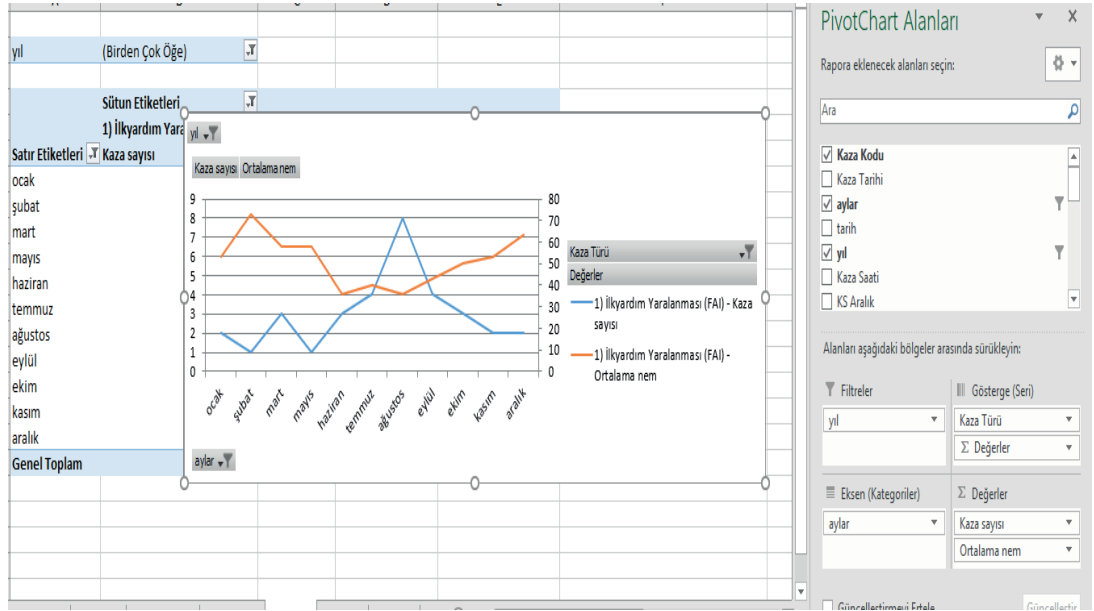 yıl (Birden Çok Öğe)
Sütun Etiketleri
1) İlkyardım Yara
Satır Etiketleri Kaza sayısı
ocak
şubat
mart
mayıs
haziran
temmuz
ağustos
eylül
ekim
kasım
aralık
Genel Toplam
yıl
Kaza sayısı Ortalama nem
9
8
7
6
5
4
3
2
1
0
80
70
60
50
40
30
20
10
0
ocak
şubat
mart
mayıs
haziran
temmuz
ağustos
eylül
ekim
kasım
aralık
aylar
Kaza Türü
Değerler
1) İlkyardım Yaralanması (FAI) - Kaza
sayısı
1) İlkyardım Yaralanması (FAI) -
Ortalama nem
PivotChart Alanları
Rapora eklenecek alanları seçin:
Ara
Kaza Kodu
Kaza Tarihi
aylar
tarih
yıl
Kaza Saati
KS Aralık
Alanları aşağıdaki bölgeler arasında sürükleyin:
Filtreler
yıl
Gösterge (Seri)
Kaza Türü
Σ Değerler
Eksen (Kategoriler)
aylar
Σ Değerler
Kaza sayısı
Ortalama nem
Güncelleştirmeyi Ertele Güncelleştir